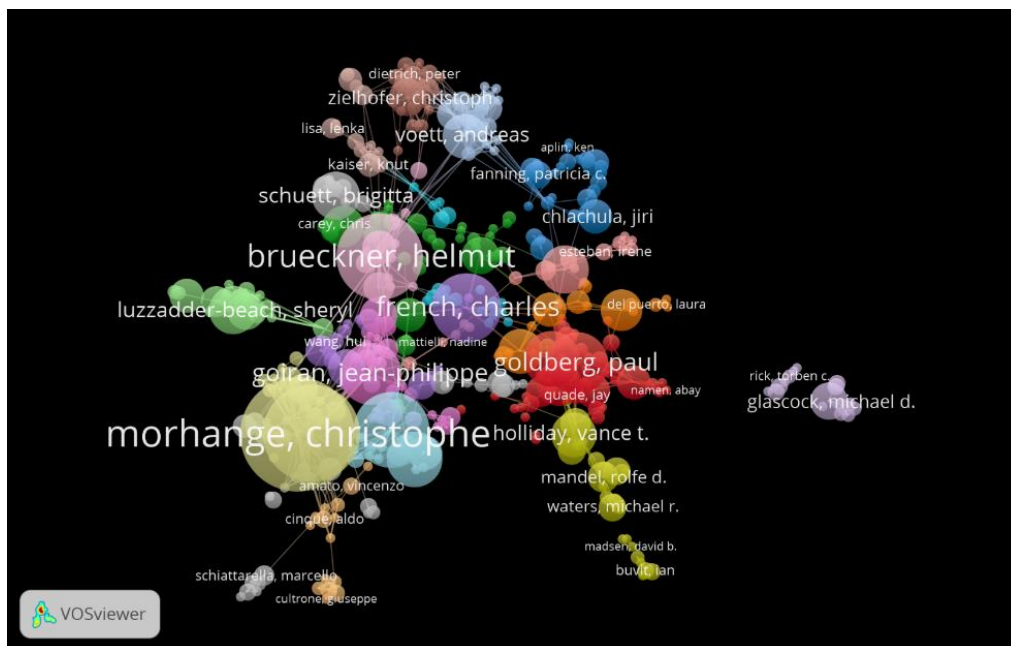 dietrich, peter
zielhofer, christoph
lisa, lenka
voett, andreas
aplin, ken
kaiser, knut
fanning, patricia c.
schuett, brigitta
chlachula, jiri
carey, chris
brueckner, helmut
esteban, irene
luzzadder-beach, sheryl
french, charles
del puerto, laura
wang, hui
mattielli, nadine
goiran, jean-philippe
goldberg, paul
rick, torben c.
quade, jay
namen, abay
glascock, michael d.
morhange, christophe
holliday, vance t.
amato, vincenzo
mandel, rolfe d.
waters, michael r.
cinque, aldo
madsen, david b.
schiattarella, marcello
buvit, ian
cultrone, giuseppe
VOSviewer